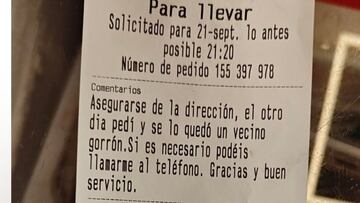 Para llevar
Solicitado para 21-sept. lo antes
posible 21:20
Número de pedido 155 397 978
Comentarios
Asegurarse de la dirección, el otro
dia pedí y se lo quedó un vecino
gorrón.Si es necesario podéis
llamarme al teléfono. Gracias y buen
servicio.